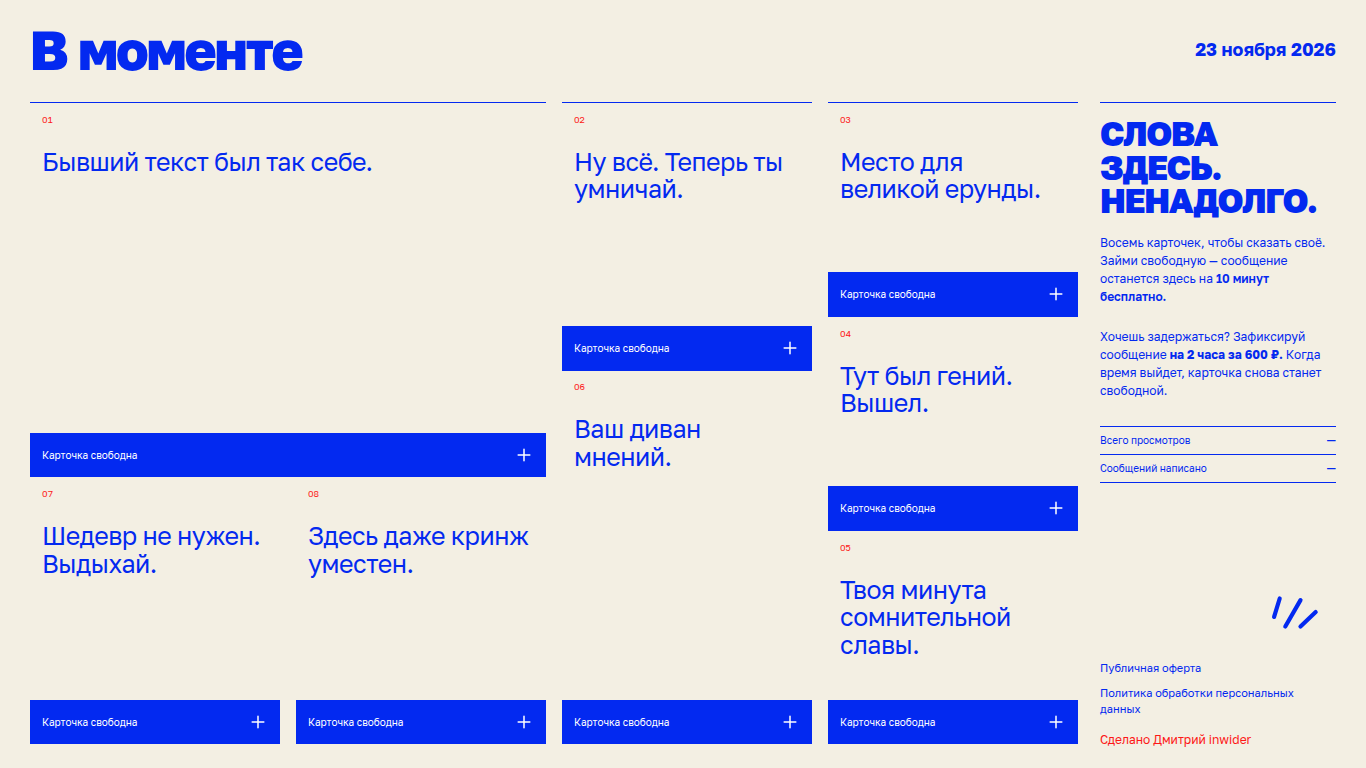 В моменте
23 ноября 2026
01
Бывший текст был так себе.
Карточка свободна
02
Ну всё. Теперь ты
умничай.
Карточка свободна
03
Место для
великой ерунды.
Карточка свободна
04
Тут был гений.
Вышел.
Карточка свободна
05
Твоя минута
сомнительной
славы.
Карточка свободна
06
Ваш диван
мнений.
Карточка свободна
07
Шедевр не нужен.
Выдыхай.
Карточка свободна
08
Здесь даже кринж
уместен.
Карточка свободна
СЛОВА
ЗДЕСЬ.
НЕНАДОЛГО.
Восемь карточек, чтобы сказать своё.
Займи свободную — сообщение
останется здесь на 10 минут
бесплатно.
Хочешь задержаться? Зафиксируй
сообщение на 2 часа за 600 ₽. Когда
время выйдет, карточка снова станет
свободной.
Всего просмотров —
Сообщений написано —
Публичная оферта
Политика обработки персональных
данных
Сделано Дмитрий inwider